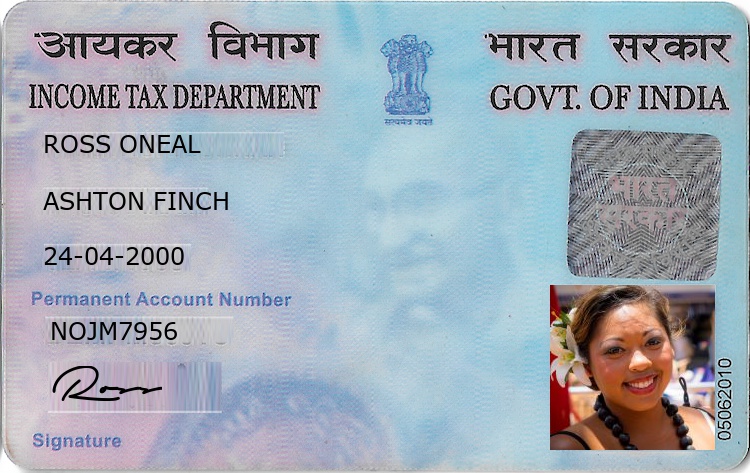 आयकर विभाग
भारत सरकार
INCOME TAX DEPARTMENT
GOVT. OF INDIA
सत्यमेव जयते
ROSS ONEAL
भारत
सरकार
ASHTON FINCH
24-04-2000
Permanent Account Number
NOJM7956
Ross
Signature
05062010